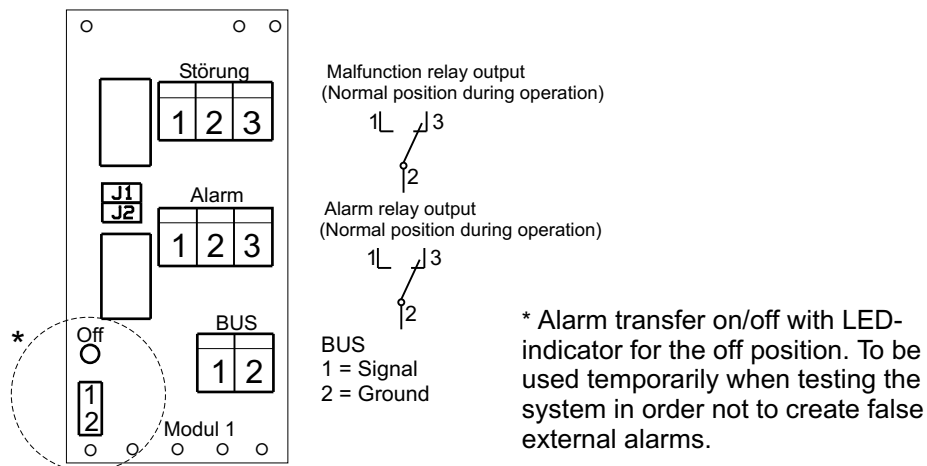 Störung
1 2 3
J1
J2
Alarm
1 2 3
*
Off
1
2
BUS
1 2
Modul 1
Malfunction relay output
(Normal position during operation)
1 3
2
Alarm relay output
(Normal position during operation)
1 3
2
BUS
1 = Signal
2 = Ground
* Alarm transfer on/off with LED-
indicator for the off position. To be
used temporarily when testing the
system in order not to create false
external alarms.